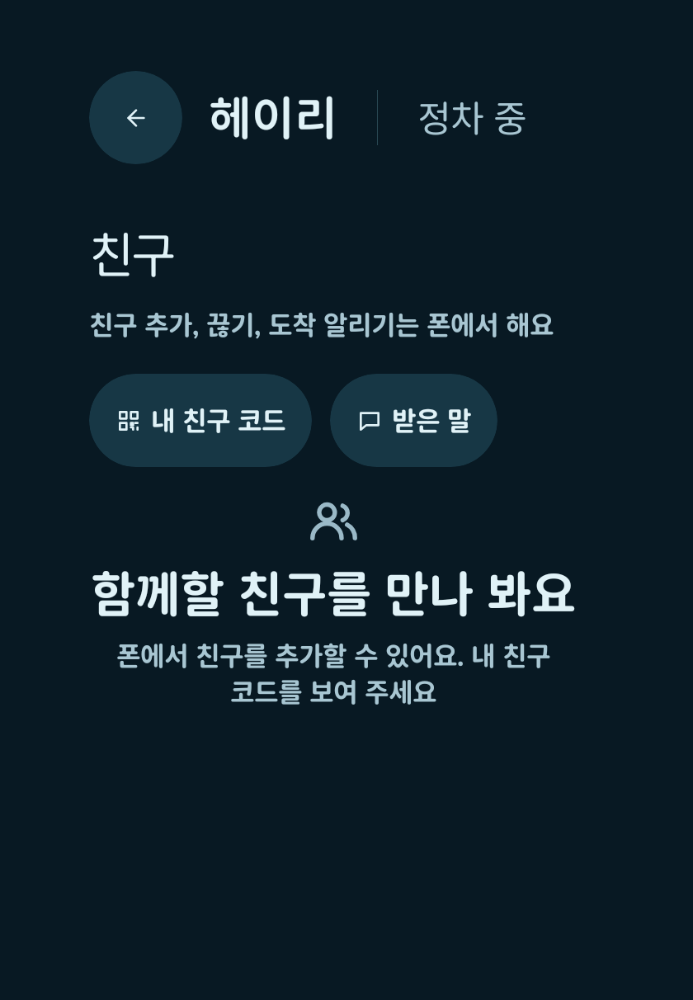 헤이리
정차 중
친구
친구 추가, 끊기, 도착 알리기는 폰에서 해요
내 친구 코드
받은 말
함께할 친구를 만나 봐요
폰에서 친구를 추가할 수 있어요. 내 친구
코드를 보여 주세요